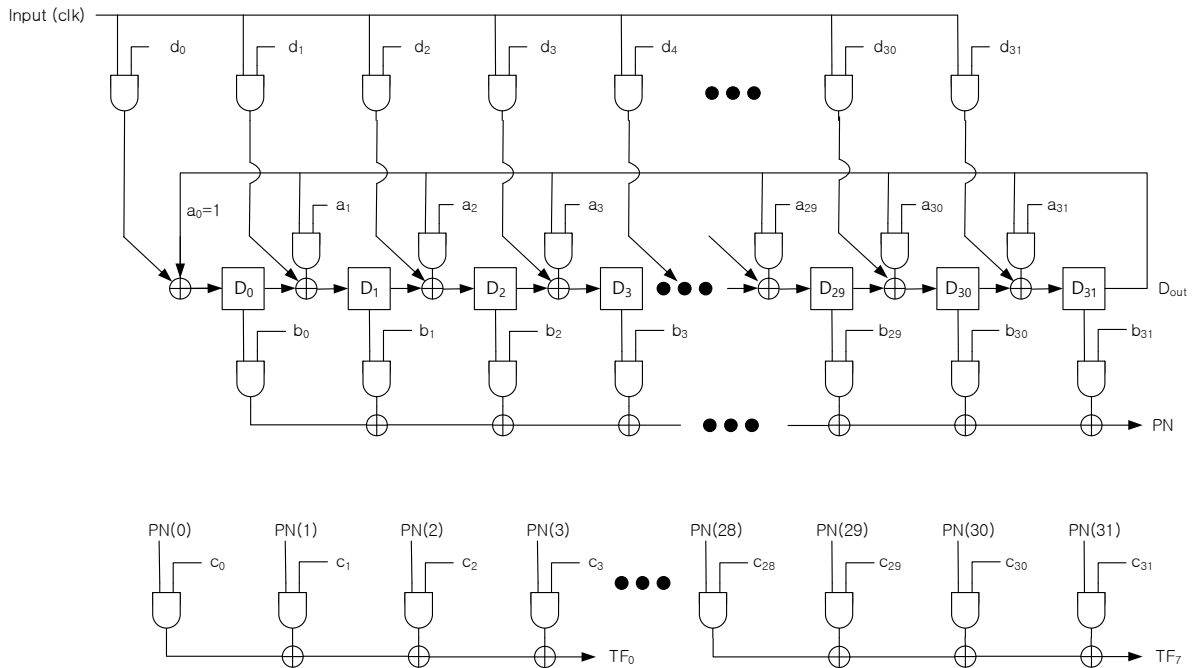 Input (clk)
d₀ d₁ d₂ d₃ d₄ d₃₀ d₃₁
a₀=1 a₁ a₂ a₃ a₂₉ a₃₀ a₃₁
D₀ D₁ D₂ D₃ D₂₉ D₃₀ D₃₁ Dₒᵤₜ
b₀ b₁ b₂ b₃ b₂₉ b₃₀ b₃₁
PN
PN(0) PN(1) PN(2) PN(3) PN(28) PN(29) PN(30) PN(31)
c₀ c₁ c₂ c₃ c₂₈ c₂₉ c₃₀ c₃₁
TF₀ TF₇